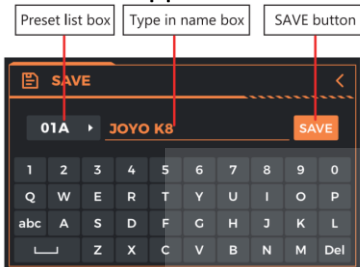 Preset list box Type in name box SAVE button
SAVE
01A JOYO K8 SAVE
1 2 3 4 5 6 7 8 9 0
Q W E R T Y U I O P
abc A S D F G H J K L
Z X C V B N M Del